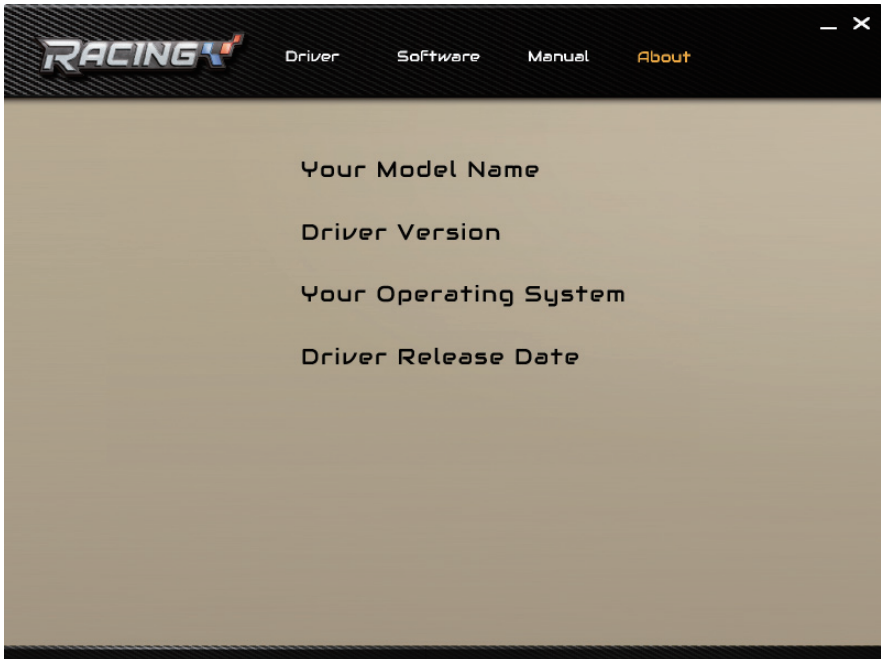 RACING
Driver
Software
Manual
About
Your Model Name
Driver Version
Your Operating System
Driver Release Date